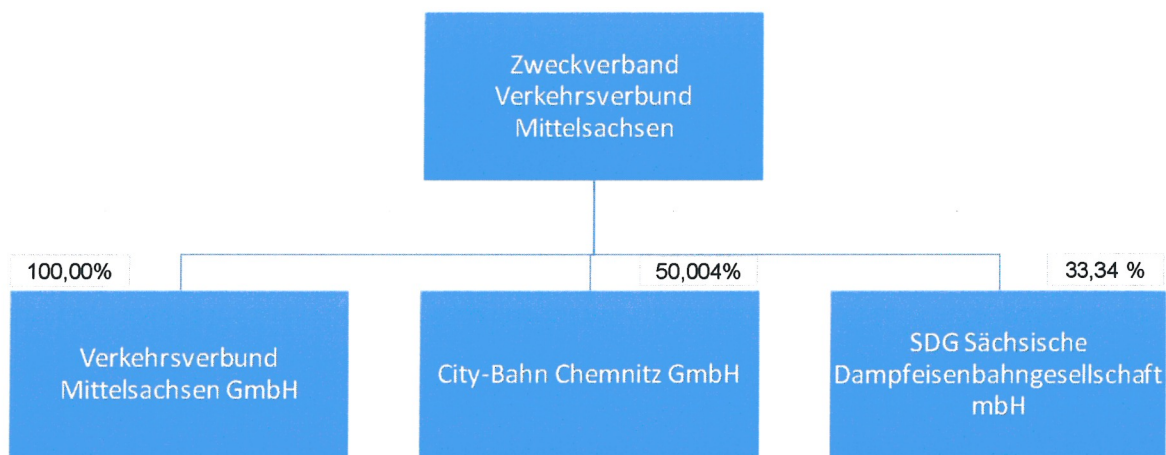 Zweckverband
Verkehrsverbund
Mittelsachsen
100,00%
50,004%
33,34 %
Verkehrsverbund
Mittelsachsen GmbH
City-Bahn Chemnitz GmbH
SDG Sächsische
Dampfeisenbahngesellschaft
mbH